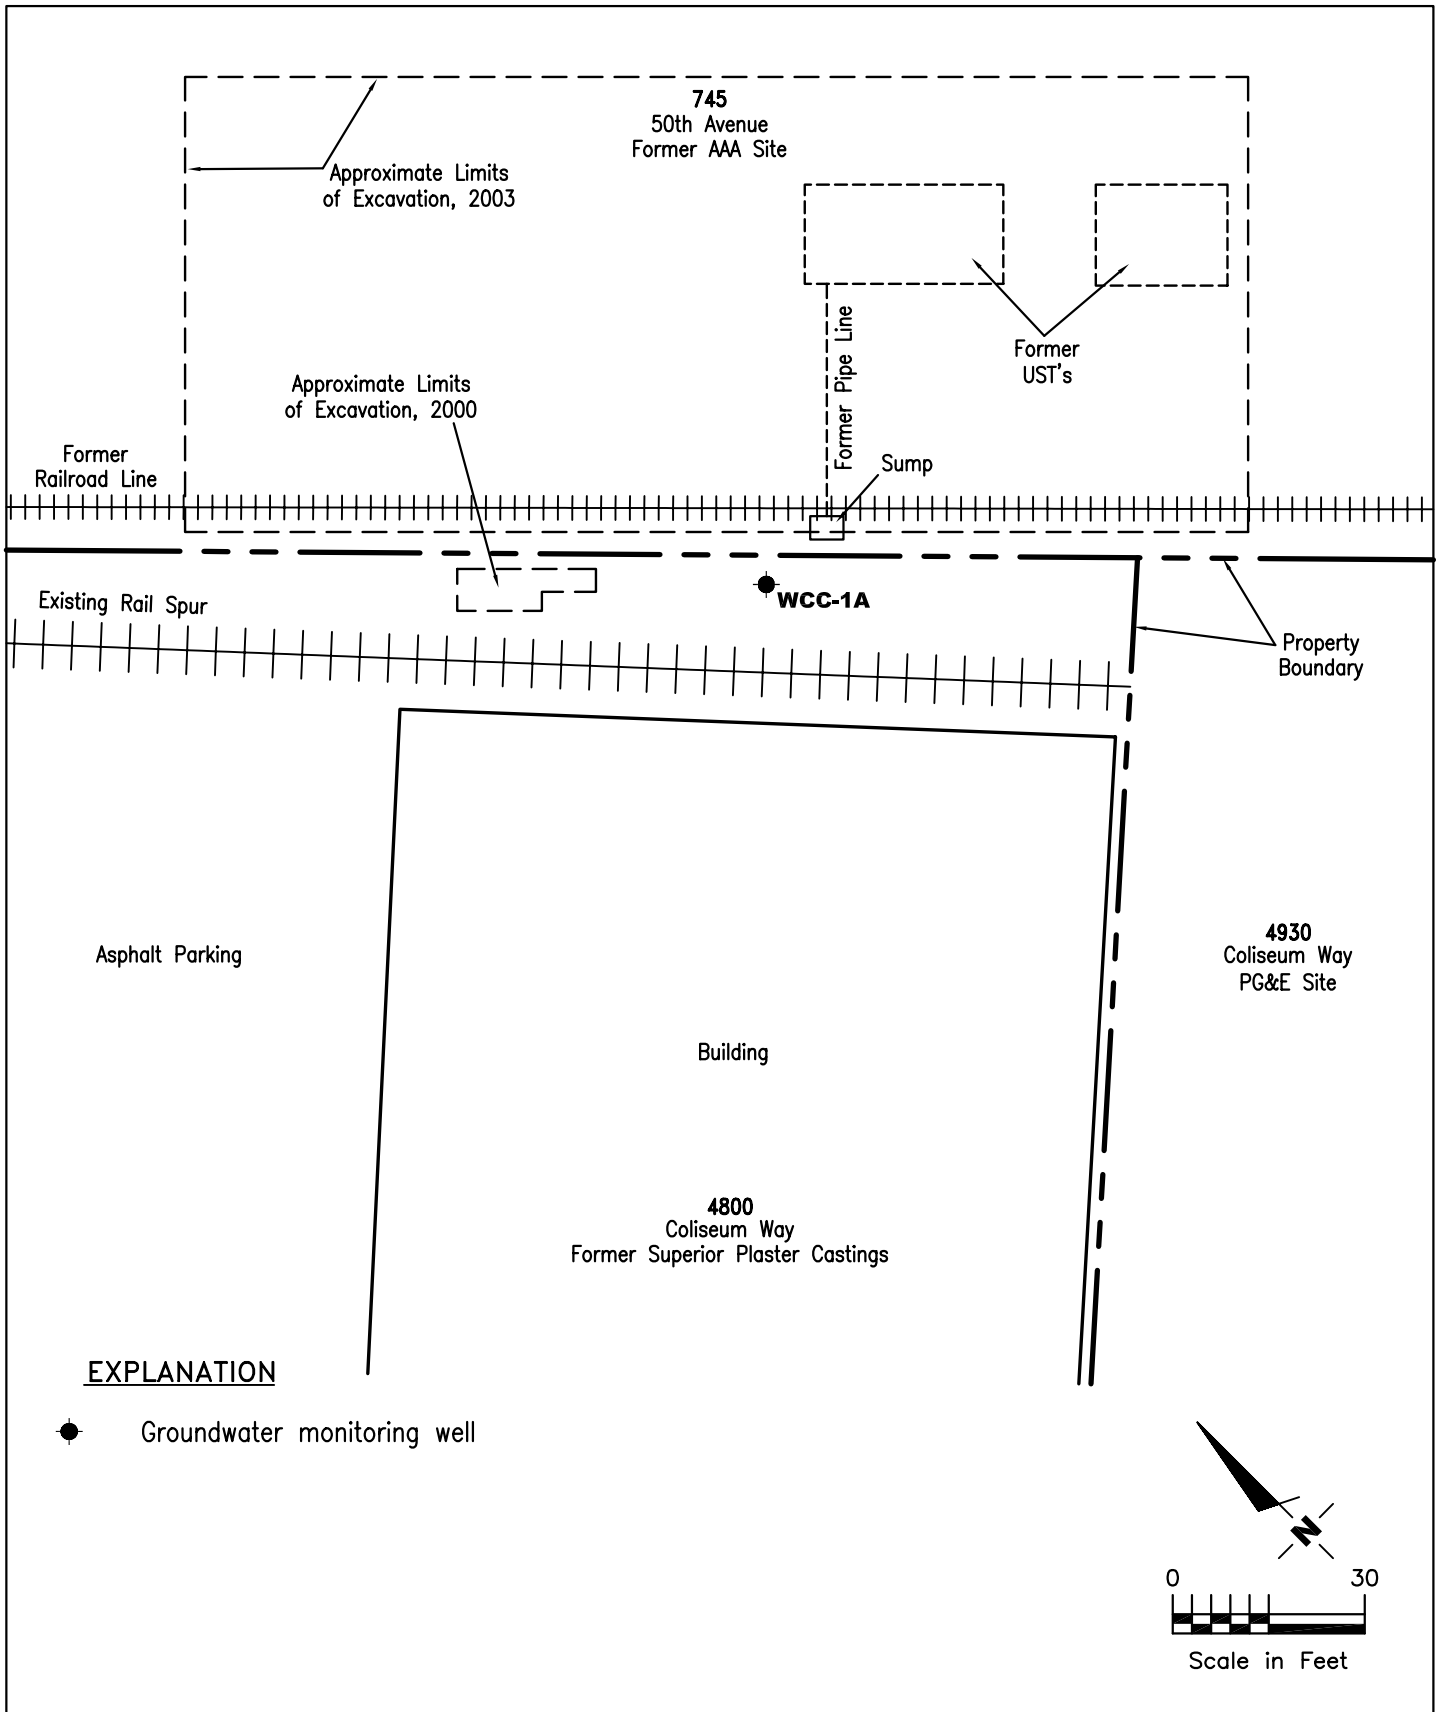 745
50th Avenue
Former AAA Site
Approximate Limits
of Excavation, 2003
Former Pipe Line
Former
UST's
Approximate Limits
of Excavation, 2000
Former
Railroad Line
Sump
WCC-1A
Existing Rail Spur
Property
Boundary
4930
Coliseum Way
PG&E Site
Asphalt Parking
Building
4800
Coliseum Way
Former Superior Plaster Castings
EXPLANATION
Groundwater monitoring well
N
0 30
Scale in Feet